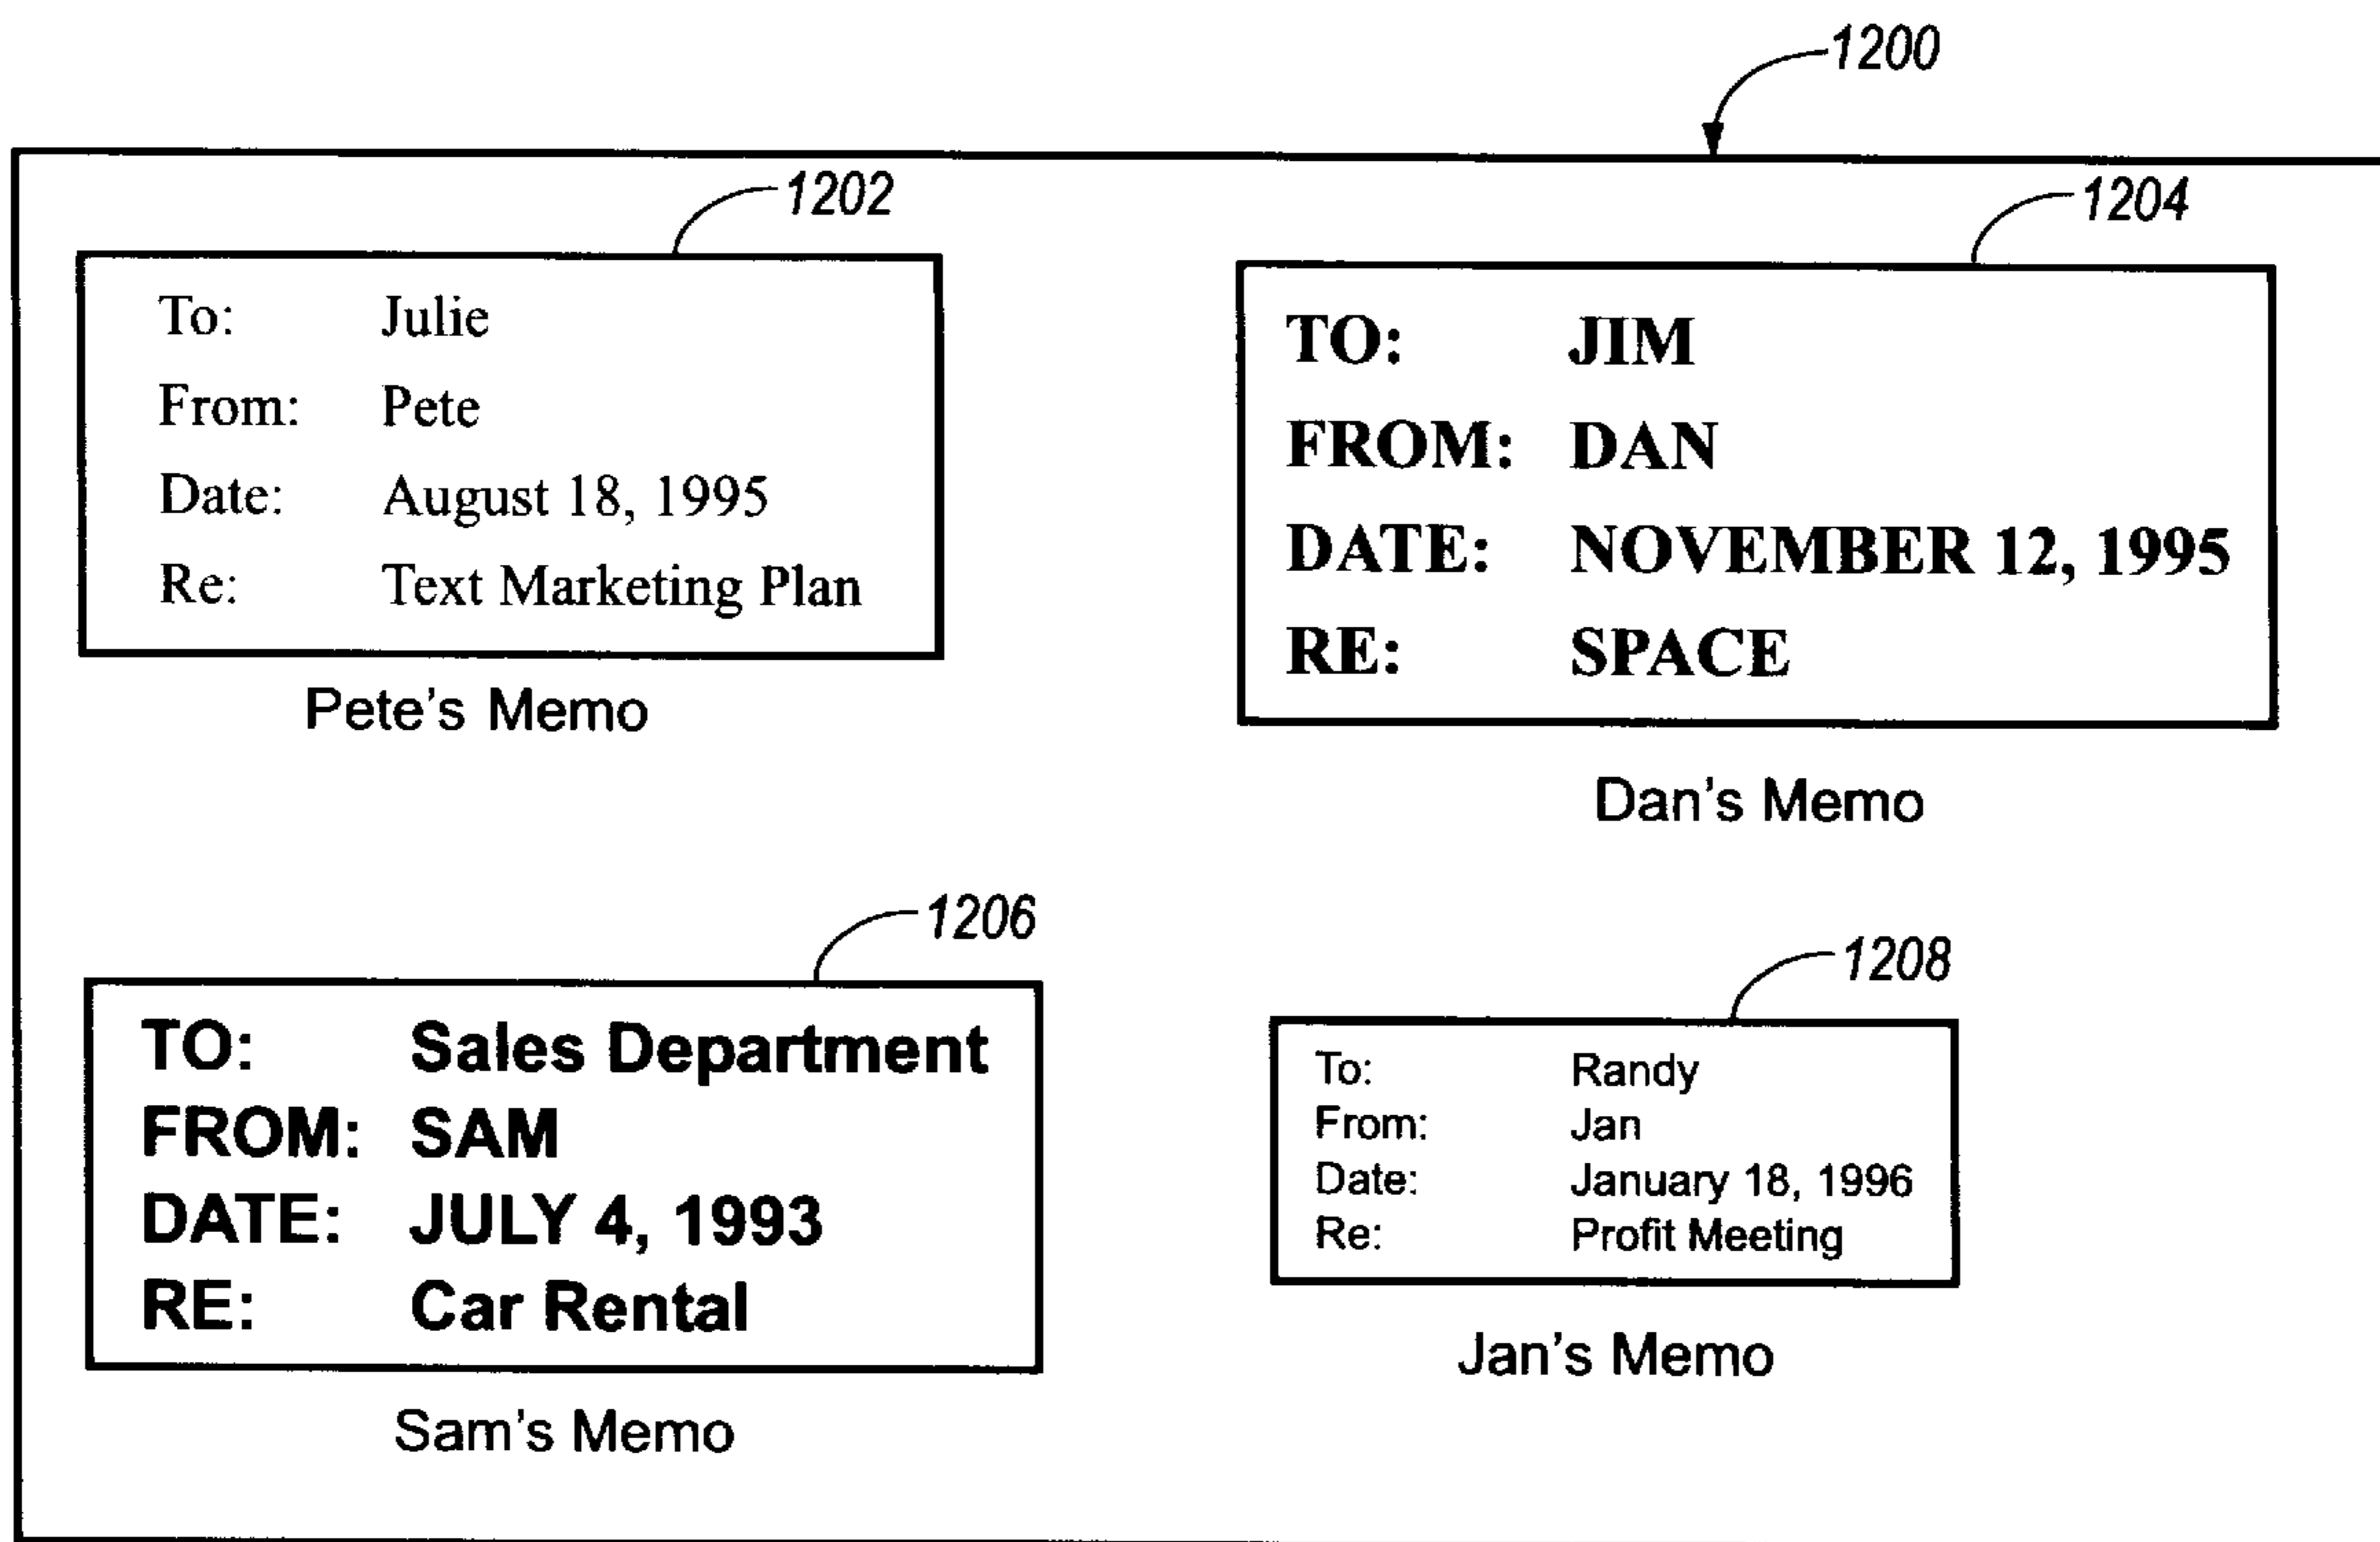 1200
1202
To: Julie
From: Pete
Date: August 18, 1995
Re: Text Marketing Plan
Pete's Memo
1204
TO: JIM
FROM: DAN
DATE: NOVEMBER 12, 1995
RE: SPACE
Dan's Memo
1206
TO: Sales Department
FROM: SAM
DATE: JULY 4, 1993
RE: Car Rental
Sam's Memo
1208
To: Randy
From: Jan
Date: January 18, 1996
Re: Profit Meeting
Jan's Memo